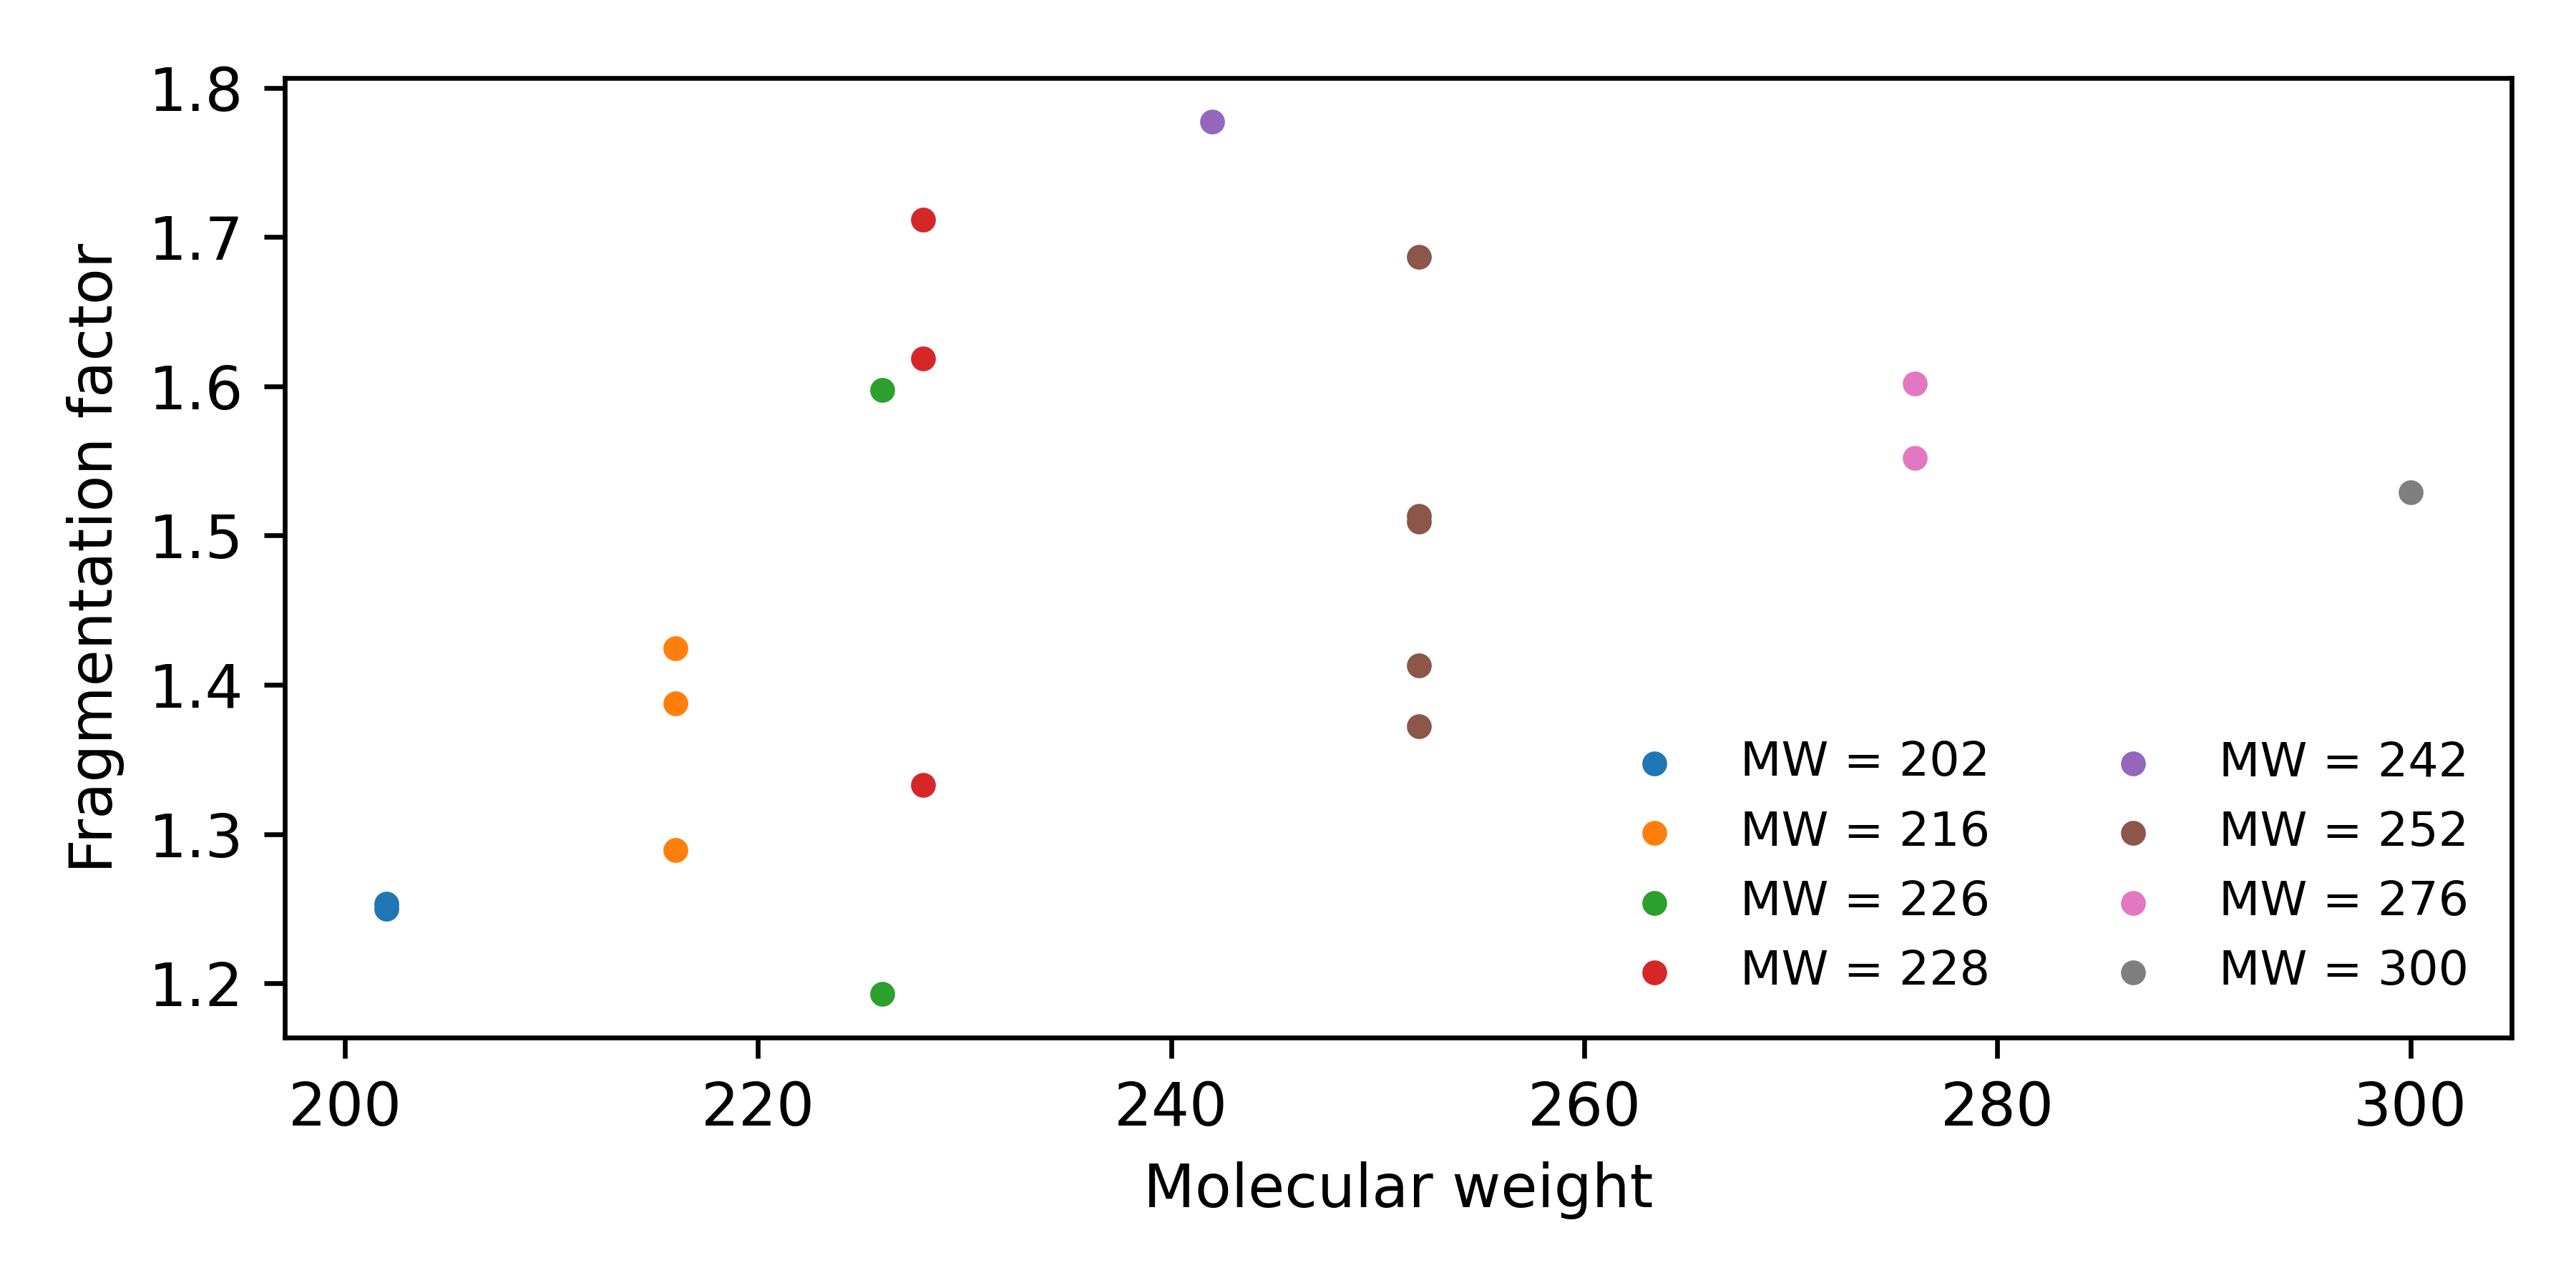 1.8
1.7
1.6
1.5
1.4
1.3
1.2
Fragmentation factor
MW = 202
MW = 216
MW = 226
MW = 228
MW = 242
MW = 252
MW = 276
MW = 300
200 220 240 260 280 300
Molecular weight